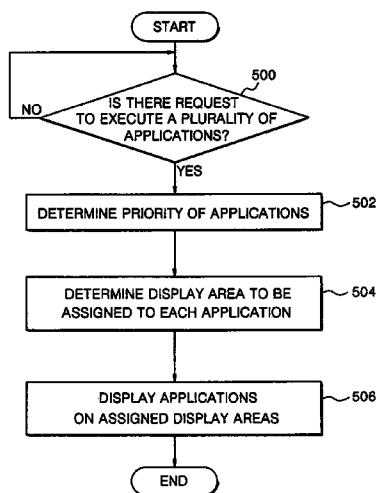 START
500
IS THERE REQUEST
TO EXECUTE A PLURALITY OF
APPLICATIONS?
NO
YES
DETERMINE PRIORITY OF APPLICATIONS
502
DETERMINE DISPLAY AREA TO BE
ASSIGNED TO EACH APPLICATION
504
DISPLAY APPLICATIONS
ON ASSIGNED DISPLAY AREAS
506
END